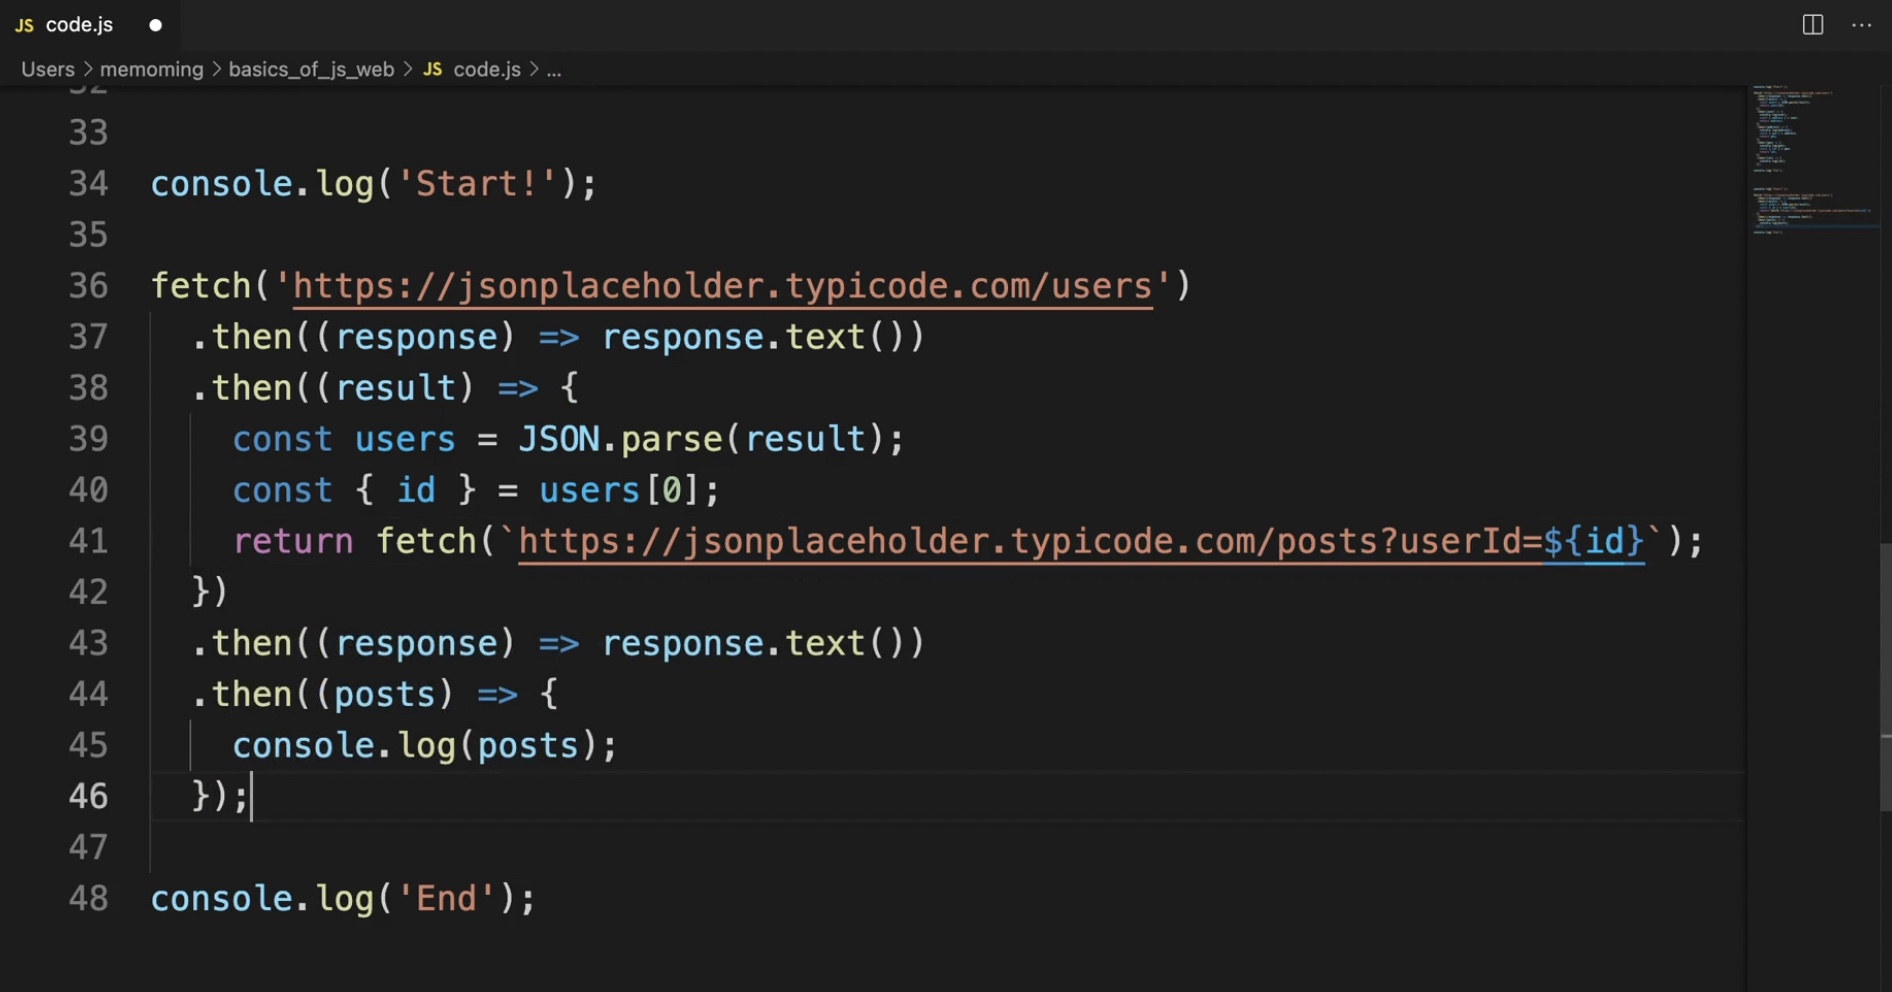 JS code.js
Users > memoming > basics_of_js_web > JS code.js > ...
32
33
34 console.log('Start!');
35
36 fetch('https://jsonplaceholder.typicode.com/users')
37 .then((response) => response.text())
38 .then((result) => {
39 const users = JSON.parse(result);
40 const { id } = users[0];
41 return fetch(`https://jsonplaceholder.typicode.com/posts?userId=${id}`);
42 })
43 .then((response) => response.text())
44 .then((posts) => {
45 console.log(posts);
46 });
47
48 console.log('End');